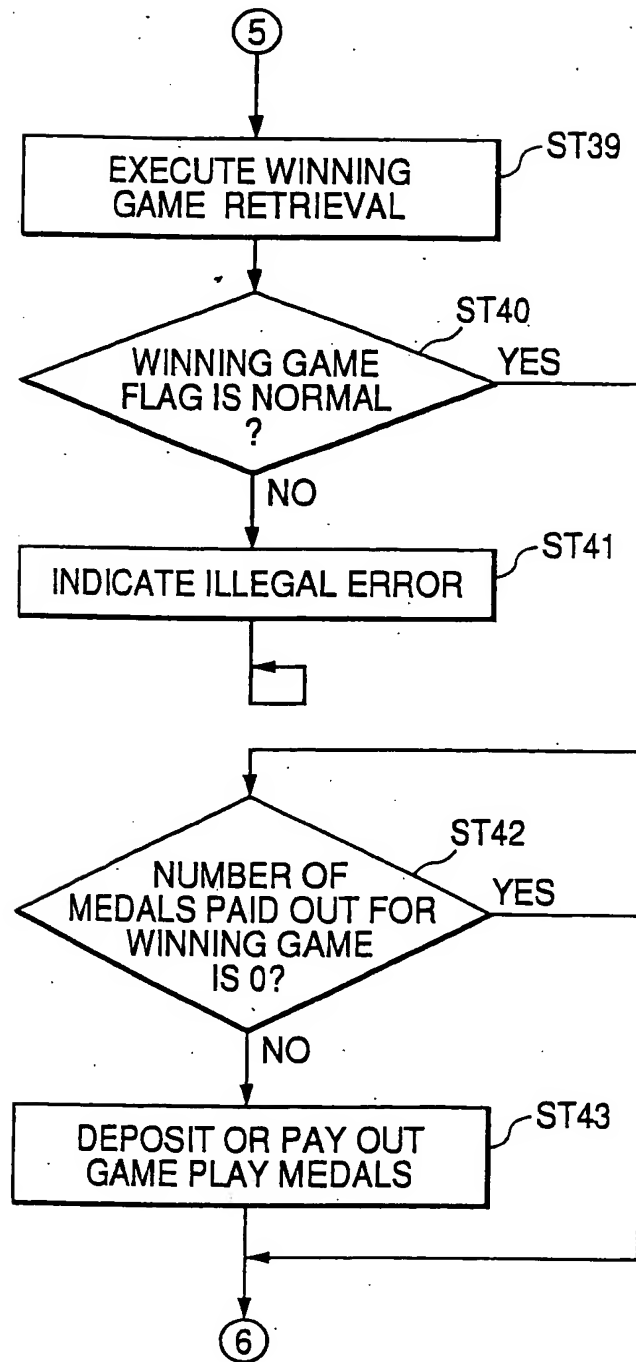 5
ST39
EXECUTE WINNING
GAME RETRIEVAL
ST40
WINNING GAME
FLAG IS NORMAL
?
YES
NO
ST41
INDICATE ILLEGAL ERROR
ST42
NUMBER OF
MEDALS PAID OUT FOR
WINNING GAME
IS 0?
YES
NO
ST43
DEPOSIT OR PAY OUT
GAME PLAY MEDALS
6